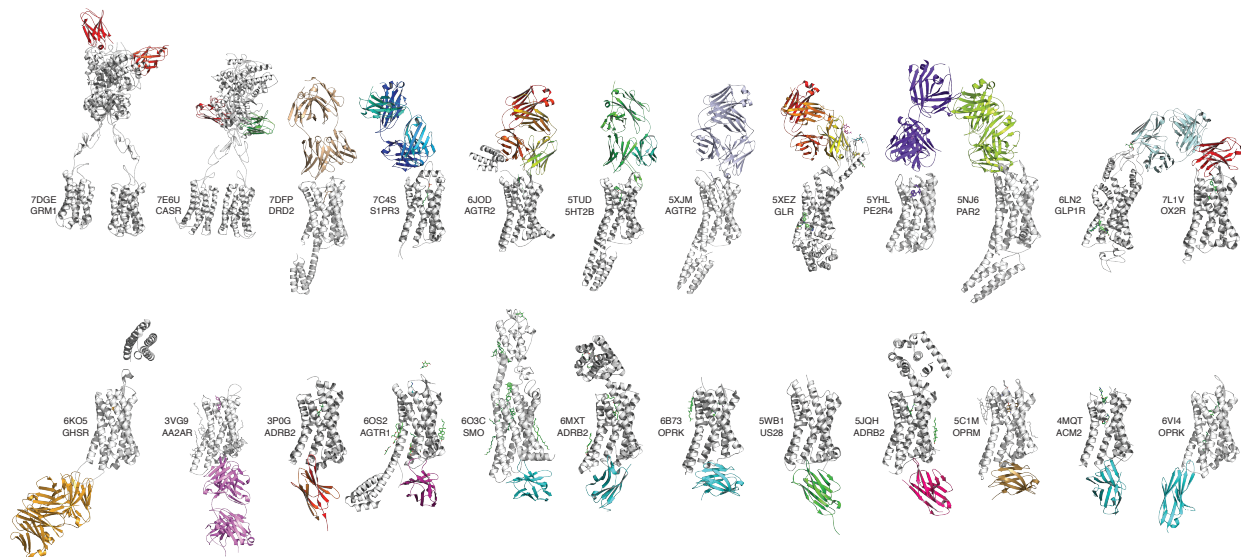 7DGE
GRM1
7E6U
CASR
7DFP
DRD2
7C4S
S1PR3
6JOD
AGTR2
5TUD
5HT2B
5XJM
AGTR2
5XEZ
GLR
5YHL
PE2R4
5NJ6
PAR2
6LN2
GLP1R
7L1V
OX2R
6KO5
GHSR
3VG9
AA2AR
3P0G
ADRB2
6OS2
AGTR1
6O3C
SMO
6MXT
ADRB2
6B73
OPRK
5WB1
US28
5JQH
ADRB2
5C1M
OPRM
4MQT
ACM2
6VI4
OPRK